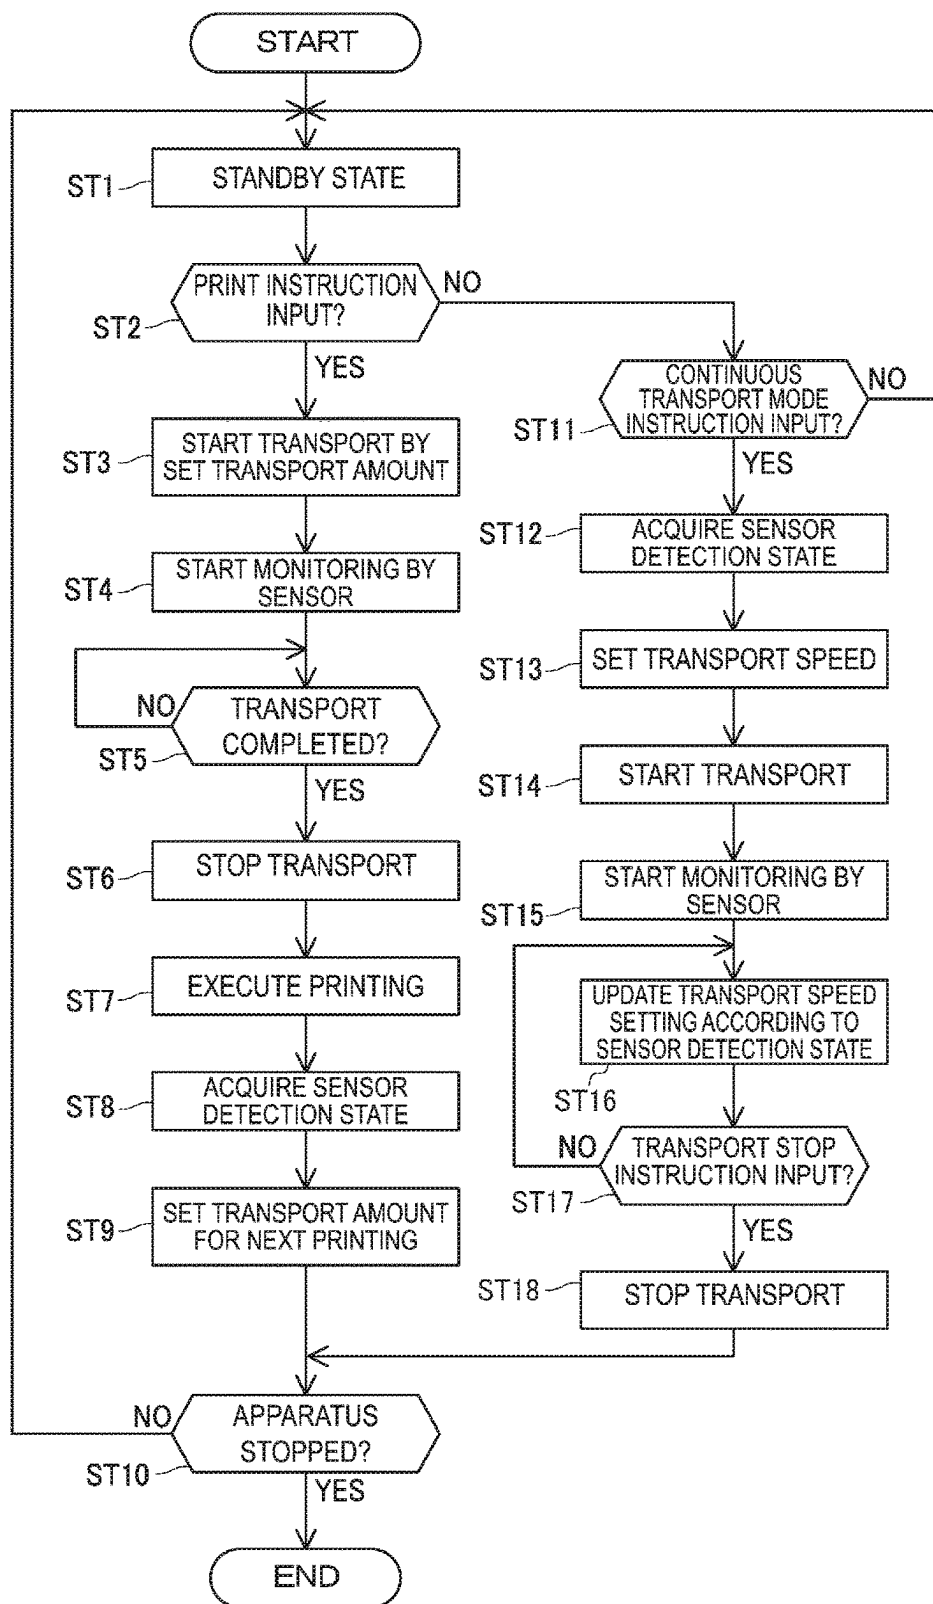 START
ST1
STANDBY STATE
ST2
PRINT INSTRUCTION
INPUT?
NO
YES
ST3
START TRANSPORT BY
SET TRANSPORT AMOUNT
ST4
START MONITORING BY
SENSOR
NO
ST5
TRANSPORT
COMPLETED?
YES
ST6
STOP TRANSPORT
ST7
EXECUTE PRINTING
ST8
ACQUIRE SENSOR
DETECTION STATE
ST9
SET TRANSPORT AMOUNT
FOR NEXT PRINTING
NO
ST10
APPARATUS
STOPPED?
YES
END
ST11
CONTINUOUS
TRANSPORT MODE
INSTRUCTION INPUT?
NO
YES
ST12
ACQUIRE SENSOR
DETECTION STATE
ST13
SET TRANSPORT SPEED
ST14
START TRANSPORT
ST15
START MONITORING BY
SENSOR
UPDATE TRANSPORT SPEED
SETTING ACCORDING TO
SENSOR DETECTION STATE
ST16
NO
ST17
TRANSPORT STOP
INSTRUCTION INPUT?
YES
ST18
STOP TRANSPORT